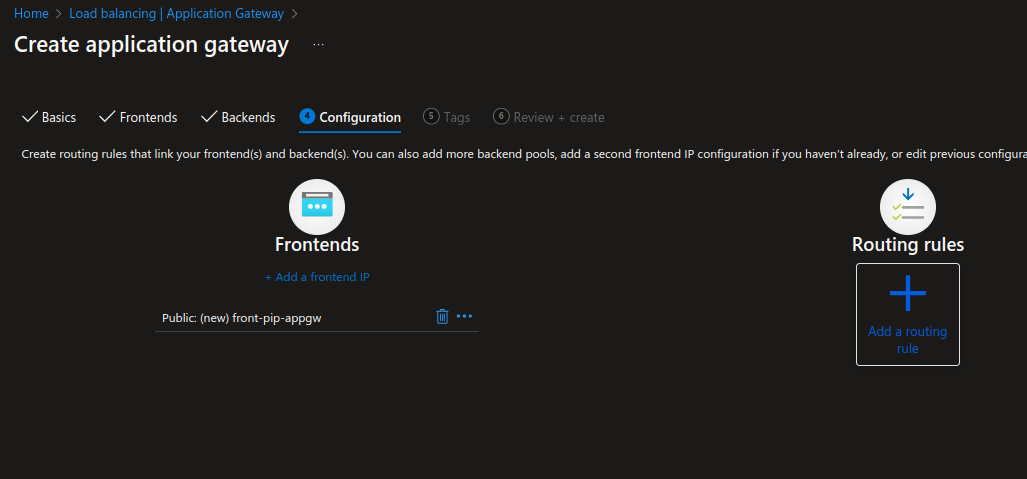 Home > Load balancing | Application Gateway >
Create application gateway ...
Basics Frontends Backends 4 Configuration 5 Tags 6 Review + create
Create routing rules that link your frontend(s) and backend(s). You can also add more backend pools, add a second frontend IP configuration if you haven't already, or edit previous configura
Frontends
+ Add a frontend IP
Public: (new) front-pip-appgw
Routing rules
Add a routing
rule